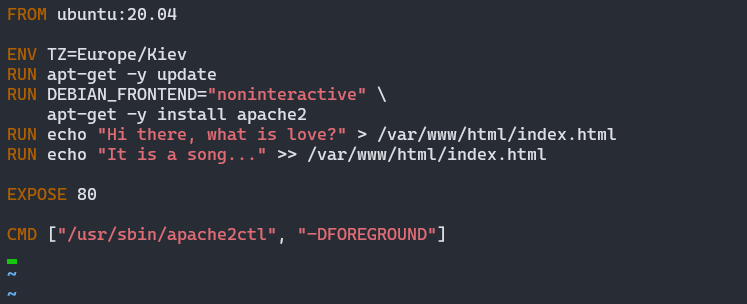 FROM ubuntu:20.04

ENV TZ=Europe/Kiev
RUN apt-get -y update
RUN DEBIAN_FRONTEND="noninteractive" \
    apt-get -y install apache2
RUN echo "Hi there, what is love?" > /var/www/html/index.html
RUN echo "It is a song..." >> /var/www/html/index.html

EXPOSE 80

CMD ["/usr/sbin/apache2ctl", "-DFOREGROUND"]

~
~